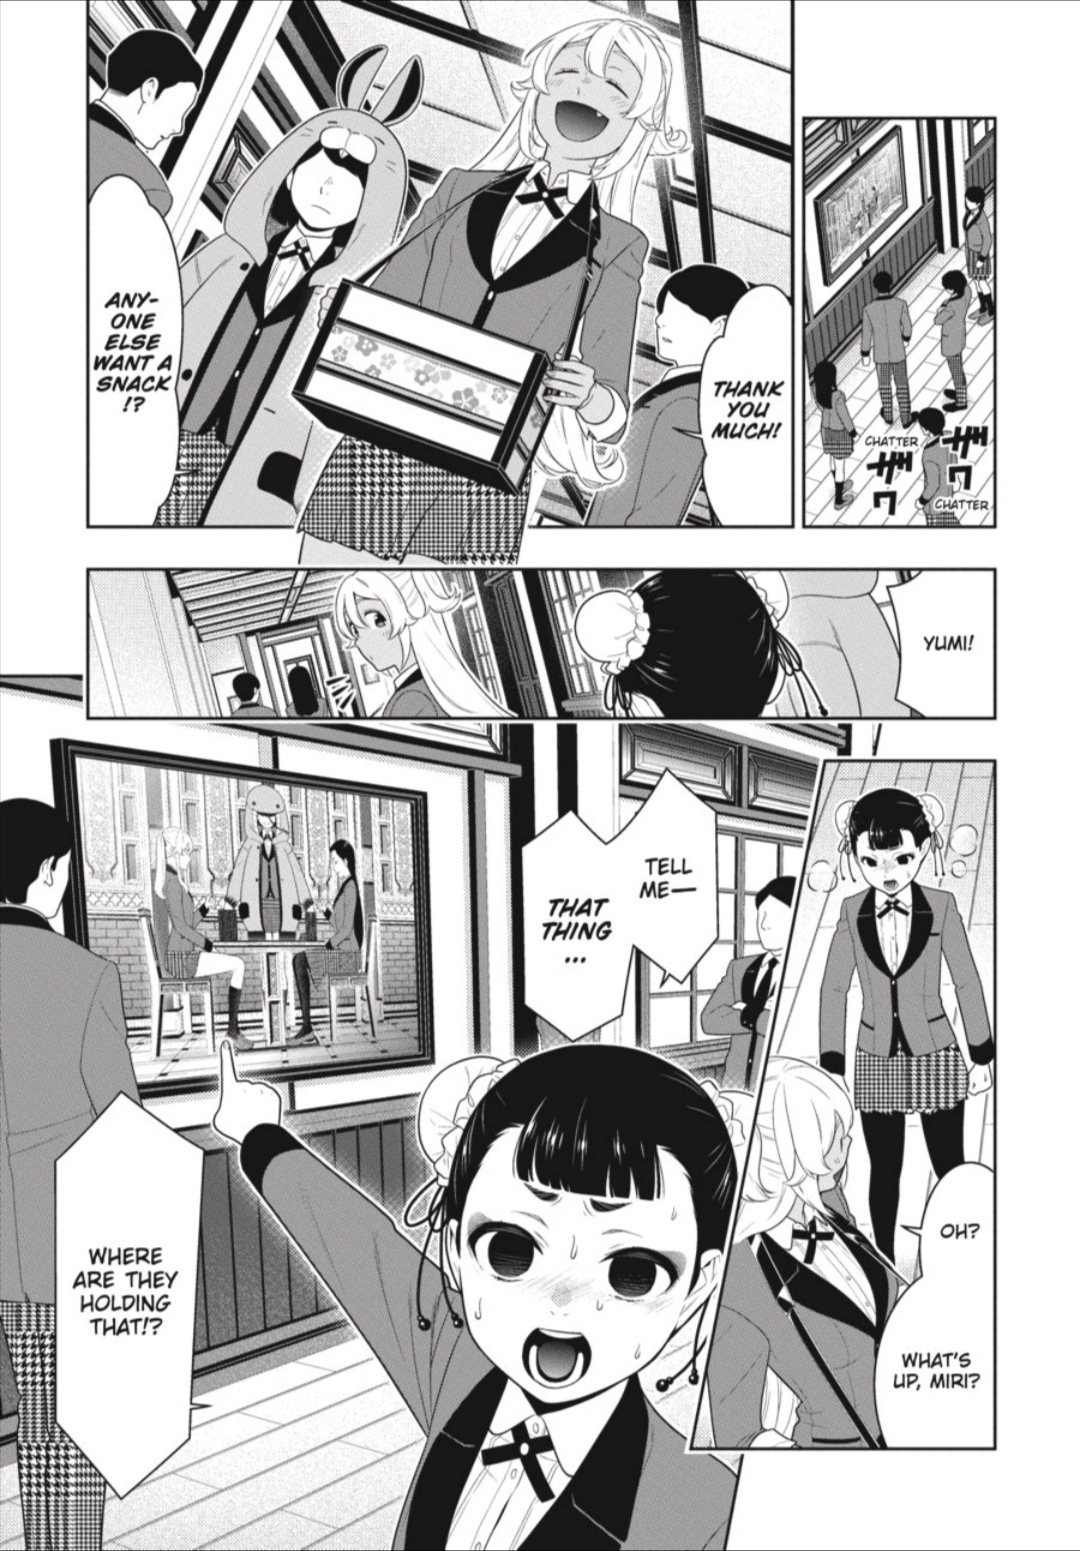 CHATTER
ザワ
ザワ
CHATTER
THANK
YOU
MUCH!
ANY-
ONE
ELSE
WANT A
SNACK
!?
YUMI!
OH?
WHAT'S
UP, MIRI?
TELL
ME—
THAT
THING
...
WHERE
ARE THEY
HOLDING
THAT!?